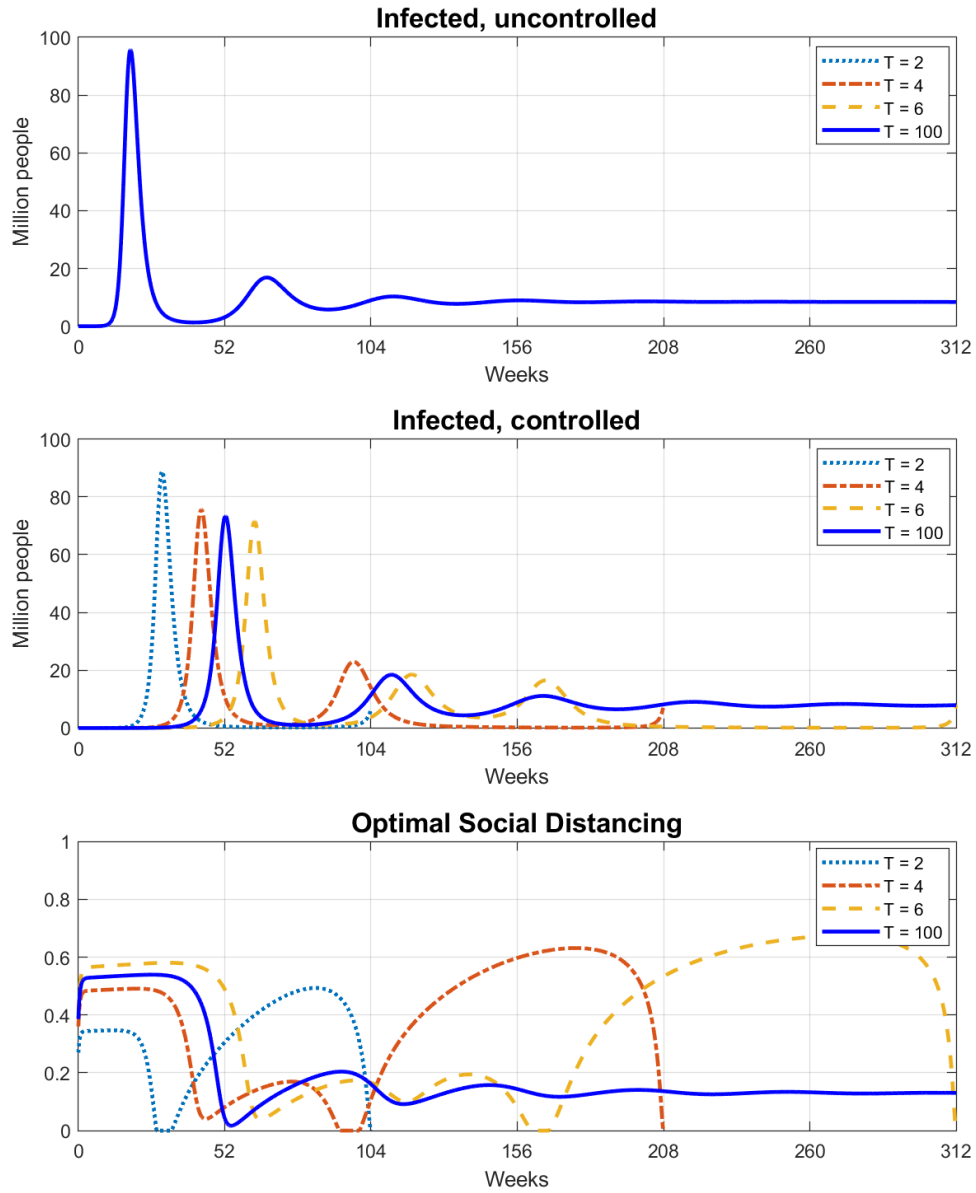 Infected, uncontrolled
100
80
60
40
20
0
Million people
T = 2
T = 4
T = 6
T = 100
0 52 104 156 208 260 312
Weeks
Infected, controlled
100
80
60
40
20
0
Million people
T = 2
T = 4
T = 6
T = 100
0 52 104 156 208 260 312
Weeks
Optimal Social Distancing
1
0.8
0.6
0.4
0.2
0
T = 2
T = 4
T = 6
T = 100
0 52 104 156 208 260 312
Weeks